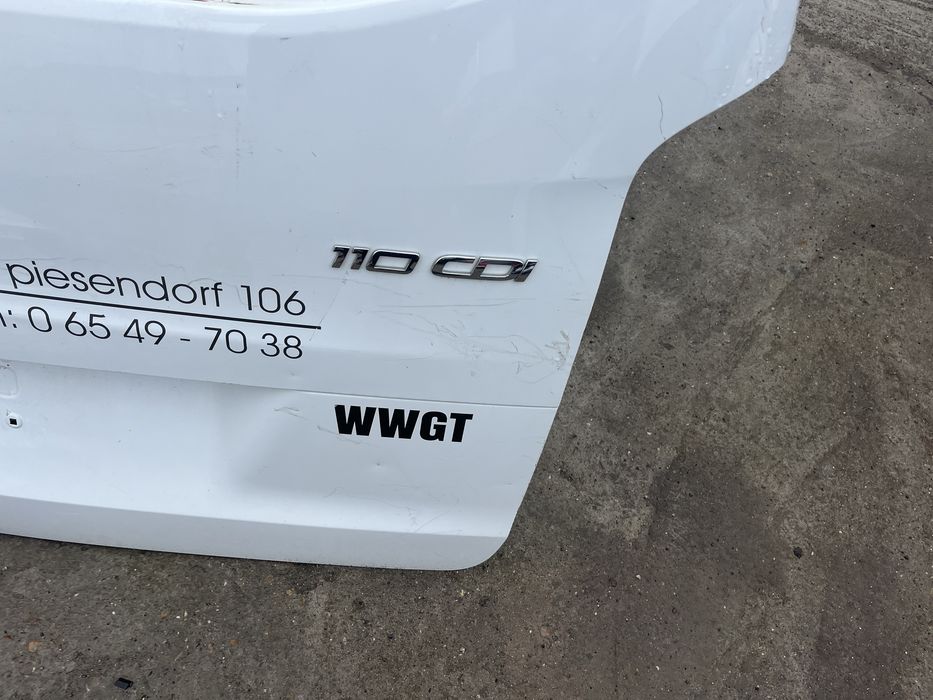 110 CDI
piesendorf 106
: 0 65 49 - 70 38
WWGT